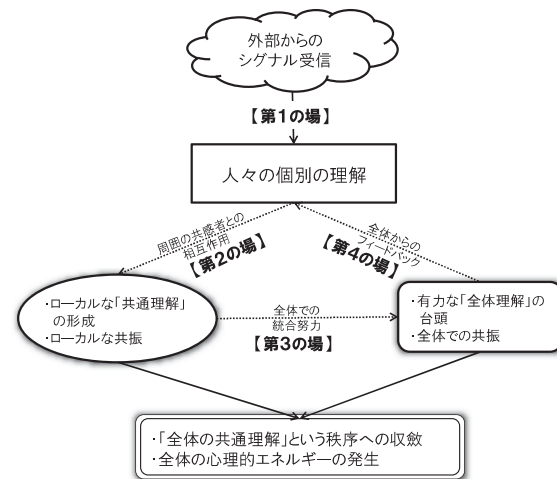 外部からの
シグナル受信
【第1の場】
人々の個別の理解
周囲の共感者との
相互作用
【第2の場】
全体からの
フィードバック
【第4の場】
・ローカルな「共通理解」
の形成
・ローカルな共振
全体での
統合努力
【第3の場】
・有力な「全体理解」の
台頭
・全体での共振
・「全体の共通理解」という秩序への収斂
・全体の心理的エネルギーの発生